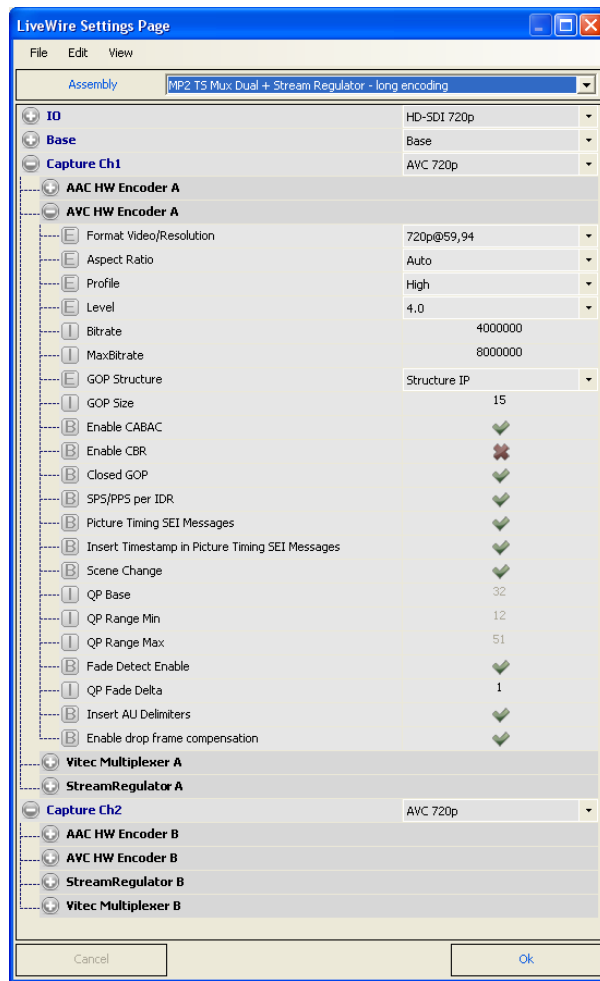 LiveWire Settings Page
File Edit View
Assembly MP2 TS Mux Dual + Stream Regulator - long encoding
IO HD-SDI 720p
Base Base
Capture Ch1 AVC 720p
AAC HW Encoder A
AVC HW Encoder A
E Format Video/Resolution 720p@59,94
E Aspect Ratio Auto
E Profile High
E Level 4.0
I Bitrate 4000000
I MaxBitrate 8000000
E GOP Structure Structure IP
I GOP Size 15
B Enable CABAC
B Enable CBR
B Closed GOP
B SPS/PPS per IDR
B Picture Timing SEI Messages
B Insert Timestamp in Picture Timing SEI Messages
B Scene Change
I QP Base 32
I QP Range Min 12
I QP Range Max 51
B Fade Detect Enable
I QP Fade Delta 1
B Insert AU Delimiters
B Enable drop frame compensation
Vitec Multiplexer A
StreamRegulator A
Capture Ch2 AVC 720p
AAC HW Encoder B
AVC HW Encoder B
StreamRegulator B
Vitec Multiplexer B
Cancel Ok